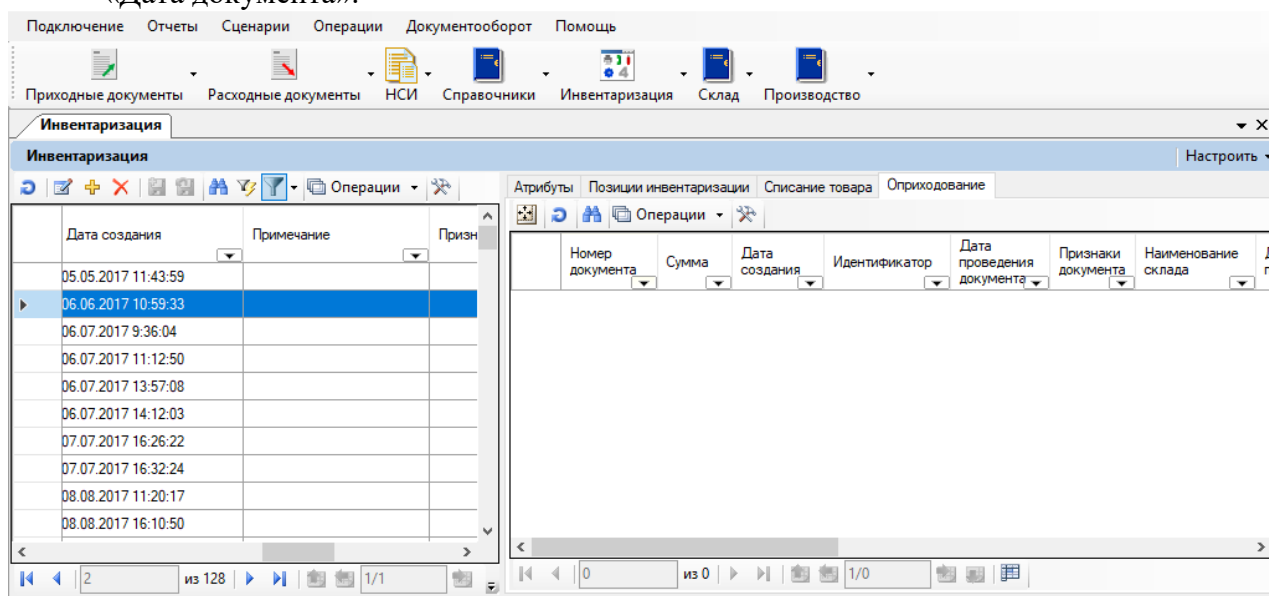 «Дата документа».
Подключение Отчеты Сценарии Операции Документооборот Помощь
Приходные документы Расходные документы НСИ Справочники Инвентаризация Склад Производство
Инвентаризация
Инвентаризация Настроить
Операции
Атрибуты Позиции инвентаризации Списание товара Оприходование
Операции
Дата создания Примечание Призн
Номер документа Сумма Дата создания Идентификатор Дата проведения документа Признаки документа Наименование склада
05.05.2017 11:43:59
06.06.2017 10:59:33
06.07.2017 9:36:04
06.07.2017 11:12:50
06.07.2017 13:57:08
06.07.2017 14:12:03
07.07.2017 16:26:22
07.07.2017 16:32:24
08.08.2017 11:20:17
08.08.2017 16:10:50
2 из 128 1/1
0 из 0 1/0